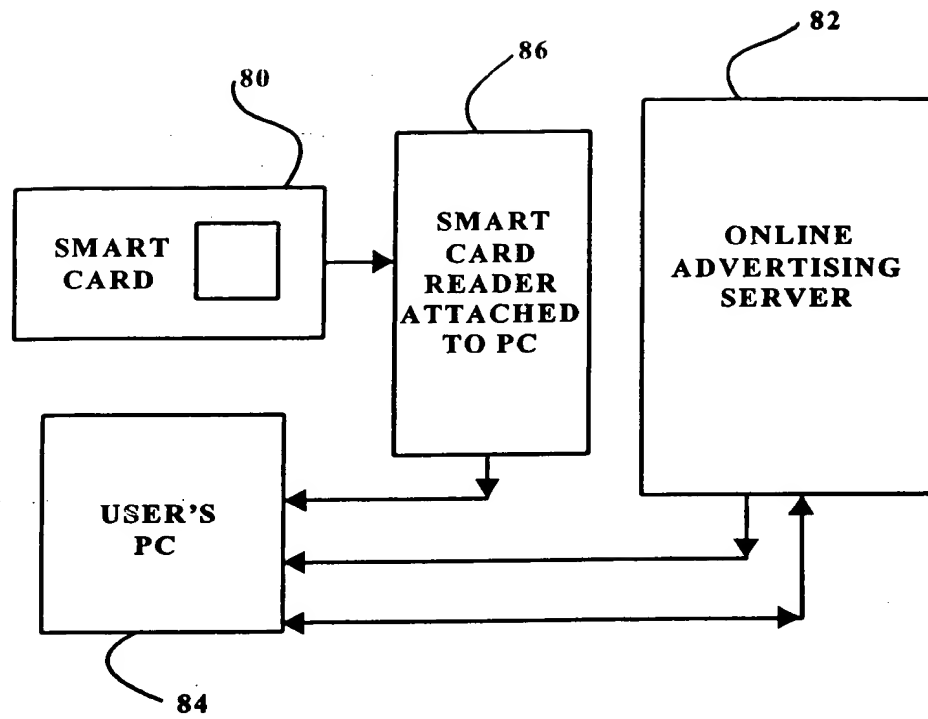 82
86
80
SMART
CARD
SMART
CARD
READER
ATTACHED
TO PC
ONLINE
ADVERTISING
SERVER
USER'S
PC
84